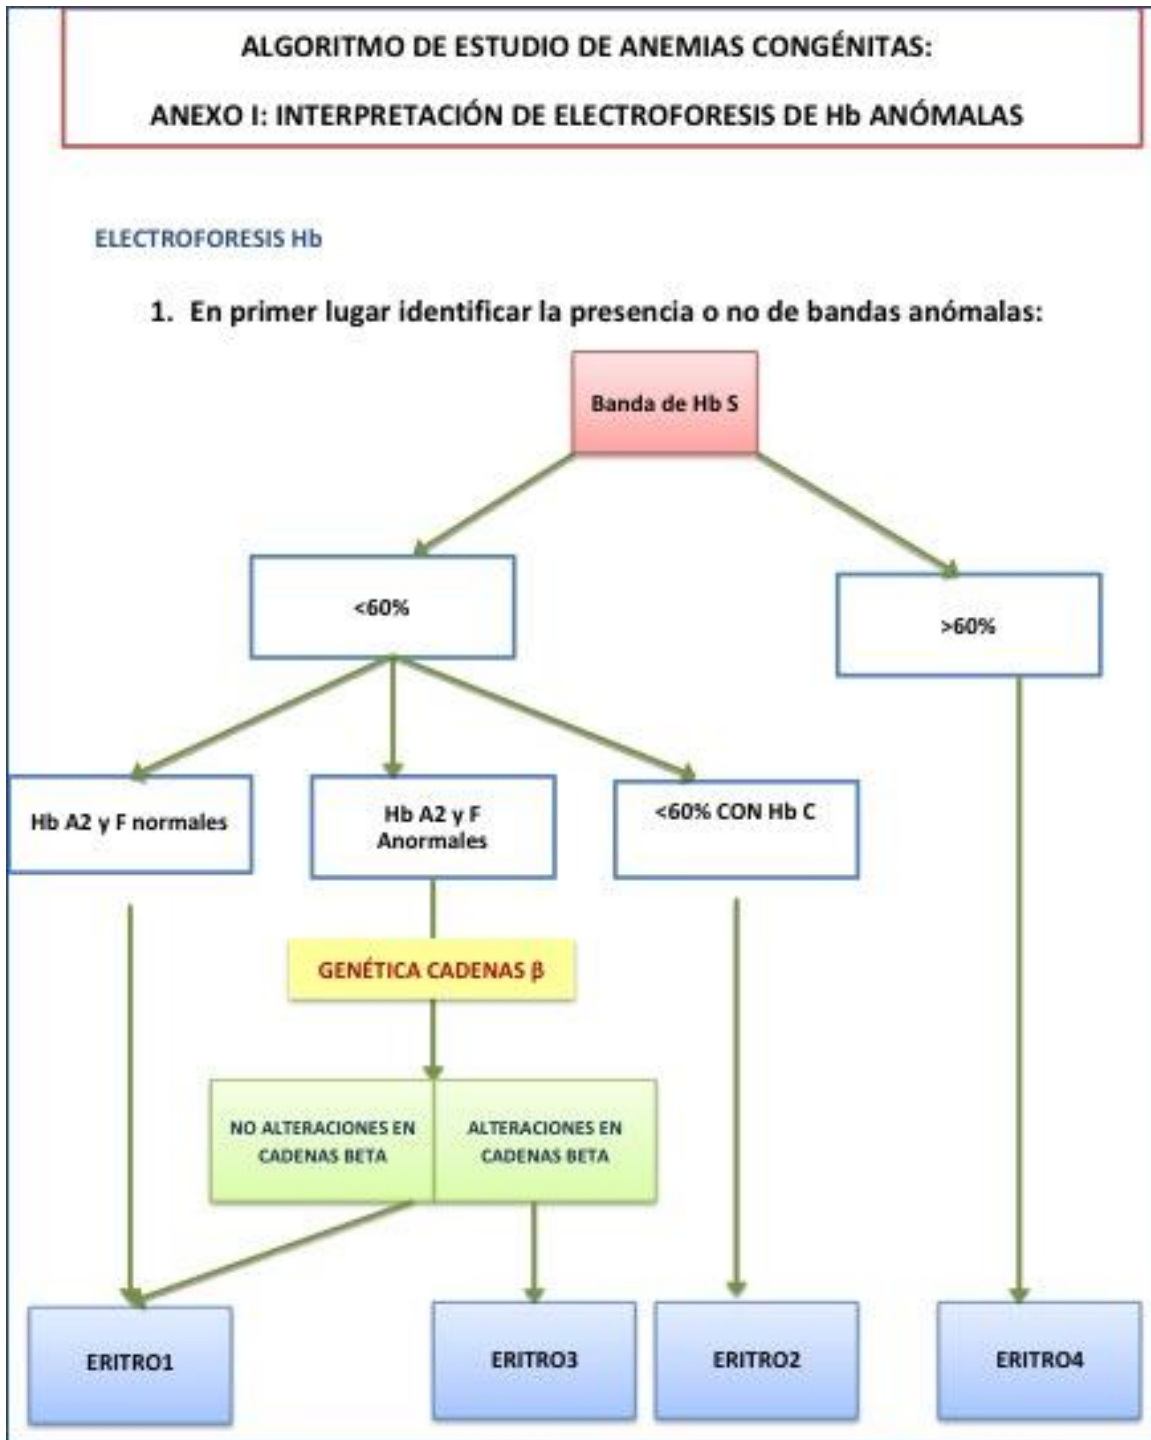 ALGORITMO DE ESTUDIO DE ANEMIAS CONGÉNITAS:
ANEXO I: INTERPRETACIÓN DE ELECTROFORESIS DE Hb ANÓMALAS
ELECTROFORESIS Hb
1. En primer lugar identificar la presencia o no de bandas anómalas:
Banda de Hb S
<60%
>60%
Hb A2 y F normales
Hb A2 y F
Anormales
<60% CON Hb C
GENÉTICA CADENAS β
NO ALTERACIONES EN
CADENAS BETA
ALTERACIONES EN
CADENAS BETA
ERITRO1
ERITRO3
ERITRO2
ERITRO4